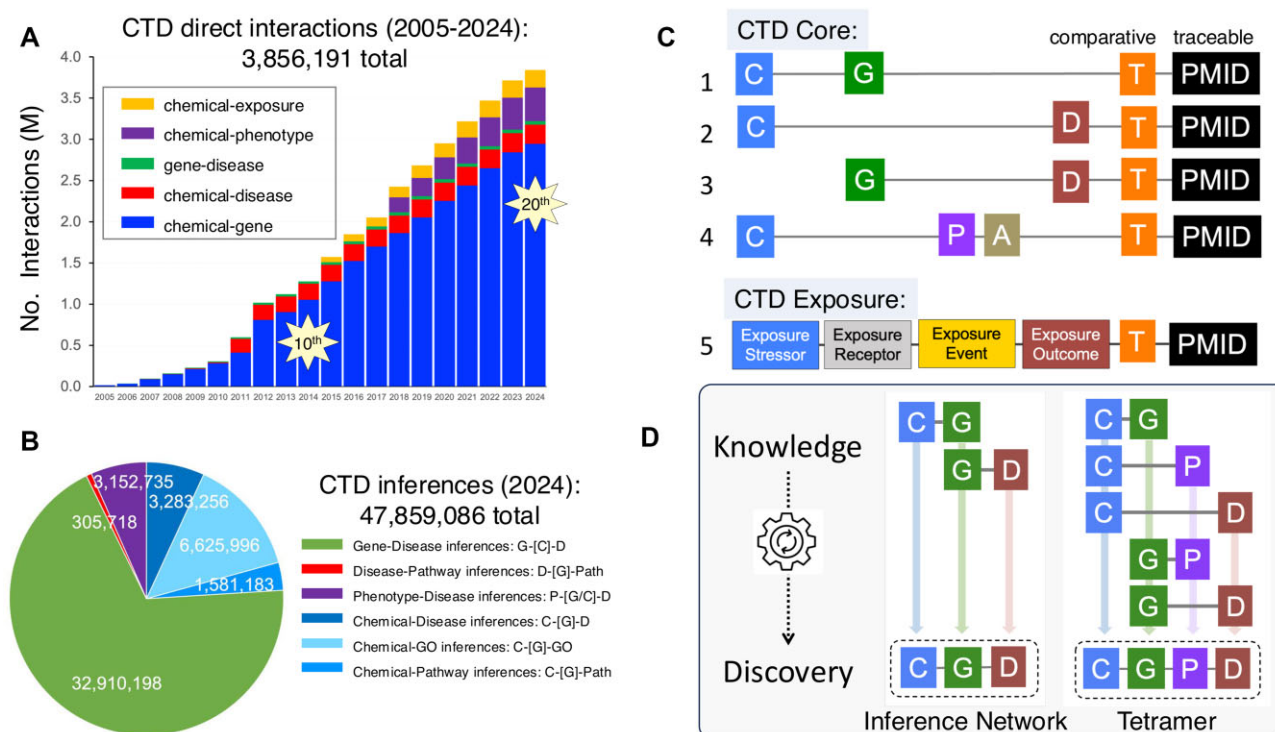 A
CTD direct interactions (2005-2024):
3,856,191 total
No. Interactions (M)
4.0
3.5
3.0
2.5
2.0
1.5
1.0
0.5
0.0
chemical-exposure
chemical-phenotype
gene-disease
chemical-disease
chemical-gene
10th
20th
2005 2006 2007 2008 2009 2010 2011 2012 2013 2014 2015 2016 2017 2018 2019 2020 2021 2022 2023 2024
B
3,152,735
3,283,256
305,718
6,625,996
1,581,183
32,910,198
CTD inferences (2024):
47,859,086 total
Gene-Disease inferences: G-[C]-D
Disease-Pathway inferences: D-[G]-Path
Phenotype-Disease inferences: P-[G/C]-D
Chemical-Disease inferences: C-[G]-D
Chemical-GO inferences: C-[G]-GO
Chemical-Pathway inferences: C-[G]-Path
C
CTD Core:
comparative traceable
1 C G T PMID
2 C D T PMID
3 G D T PMID
4 C P A T PMID
CTD Exposure:
5
Exposure
Stressor
Exposure
Receptor
Exposure
Event
Exposure
Outcome
T PMID
D
Knowledge
Discovery
C G
G D
C G D
Inference Network
C G
C P
C D
G P
G D
C G P D
Tetramer